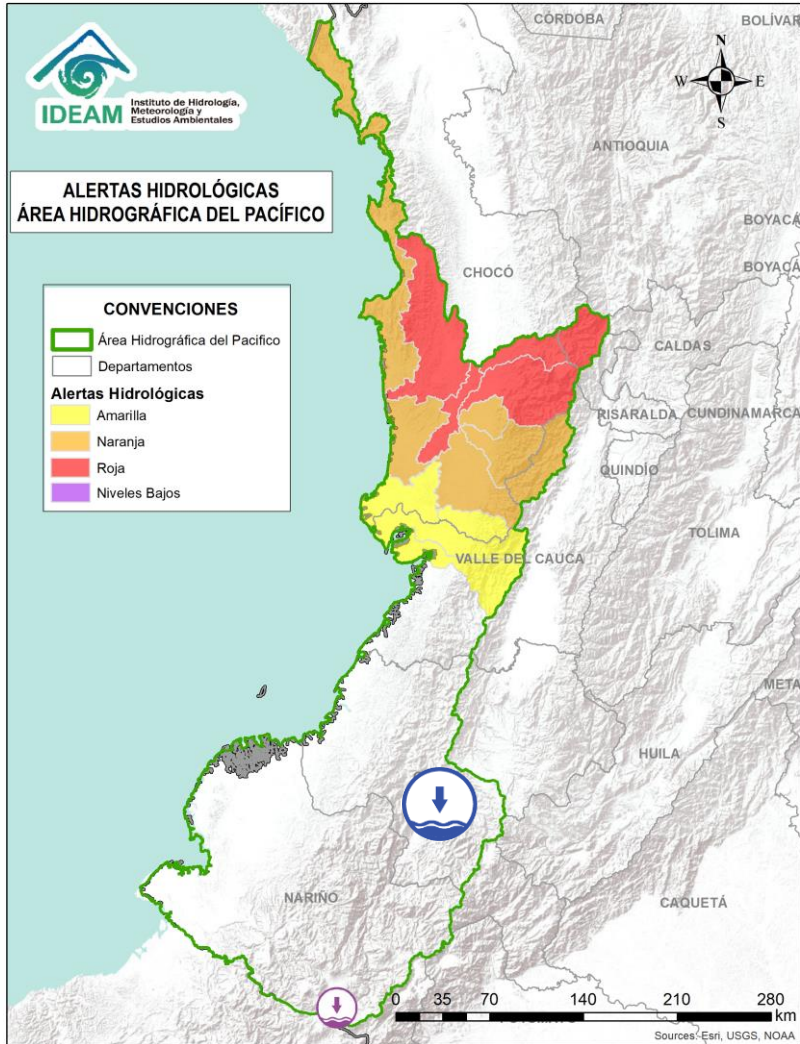 IDEAM
Instituto de Hidrología,
Meteorología y
Estudios Ambientales
ALERTAS HIDROLÓGICAS
ÁREA HIDROGRÁFICA DEL PACÍFICO
CONVENCIONES
Área Hidrográfica del Pacifico
Departamentos
Alertas Hidrológicas
Amarilla
Naranja
Roja
Niveles Bajos
CÓRDOBA
BOLÍVAR
N
W
E
S
ANTIOQUIA
BOYACÁ
CHOCÓ
BOYACÁ
CALDAS
RISARALDA
CUNDINAMARCA
QUINDÍO
TOLIMA
VALLE DEL CAUCA
META
HUILA
NARIÑO
CAQUETÁ
0 35 70 140 210 280
km
Sources: Esri, USGS, NOAA